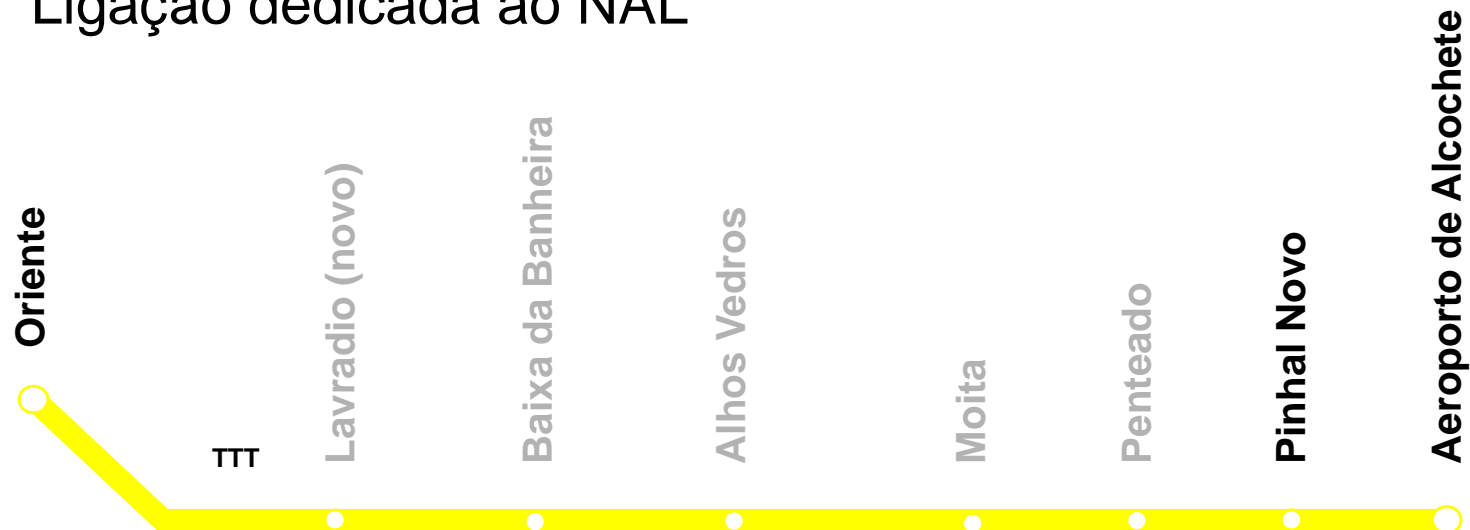 Ligação dedicada ao NAL
Oriente
TTT
Lavradio (novo)
Baixa da Banheira
Alhos Vedros
Moita
Penteado
Pinhal Novo
Aeroporto de Alcochete